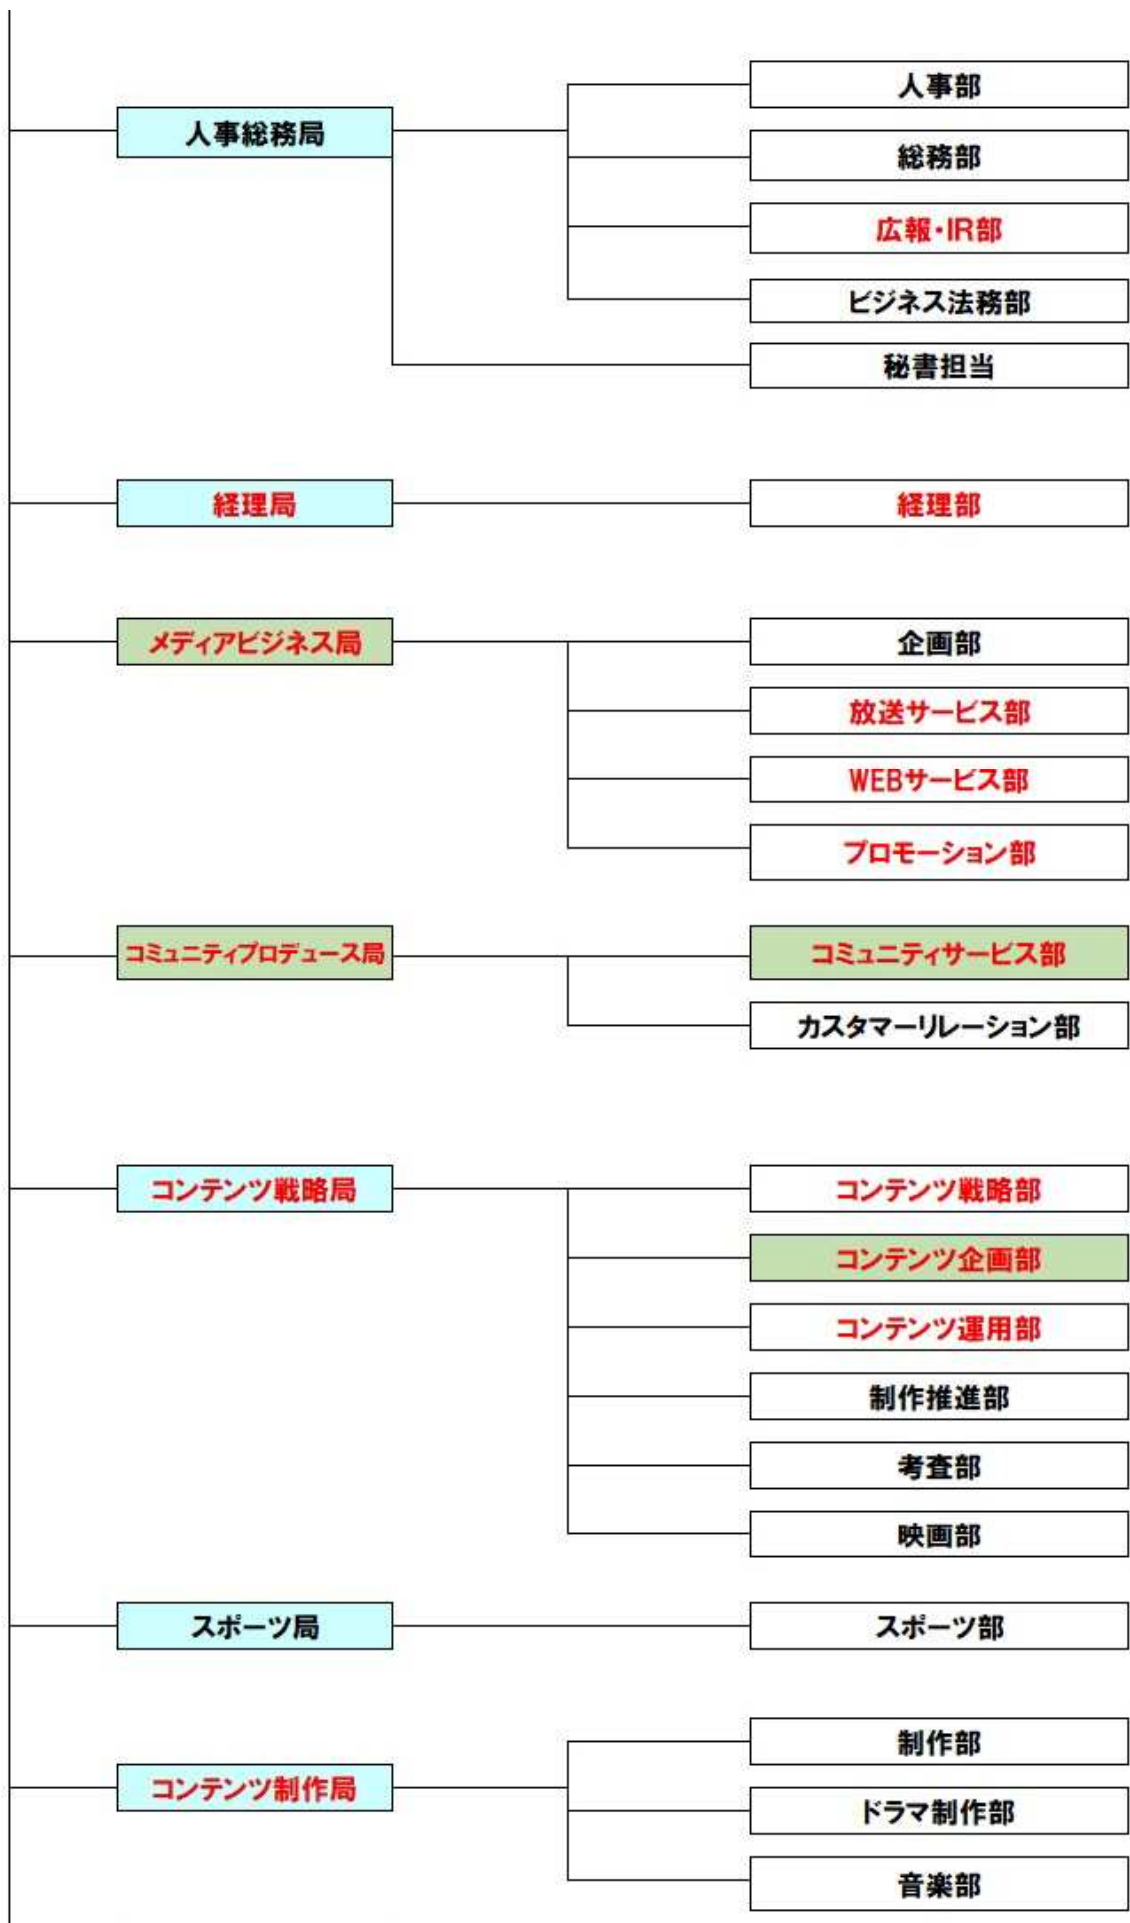 人事総務局
人事部
総務部
広報・IR部
ビジネス法務部
秘書担当
経理局
経理部
メディアビジネス局
企画部
放送サービス部
WEBサービス部
プロモーション部
コミュニティプロデュース局
コミュニティサービス部
カスタマーリレーション部
コンテンツ戦略局
コンテンツ戦略部
コンテンツ企画部
コンテンツ運用部
制作推進部
考査部
映画部
スポーツ局
スポーツ部
コンテンツ制作局
制作部
ドラマ制作部
音楽部